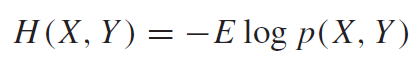 H(X, Y) = −E log p(X, Y)